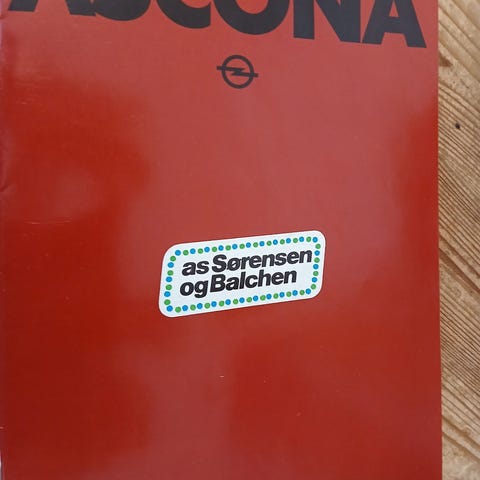 ASCONA
as Sørensen
og Balchen